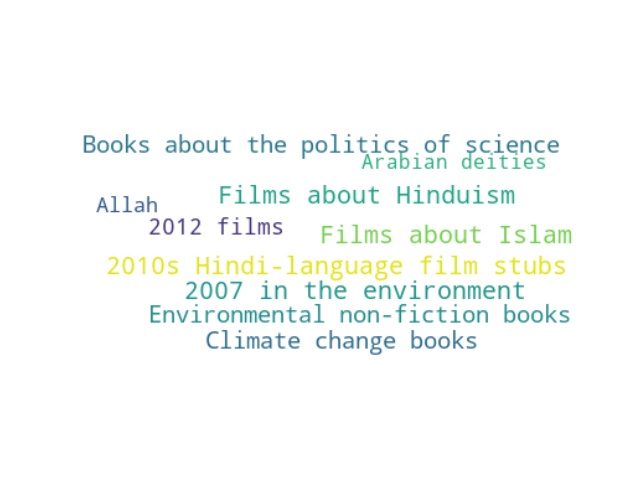 Books about the politics of science
Arabian deities
Films about Hinduism
Allah
2012 films
Films about Islam
2010s Hindi-language film stubs
2007 in the environment
Environmental non-fiction books
Climate change books